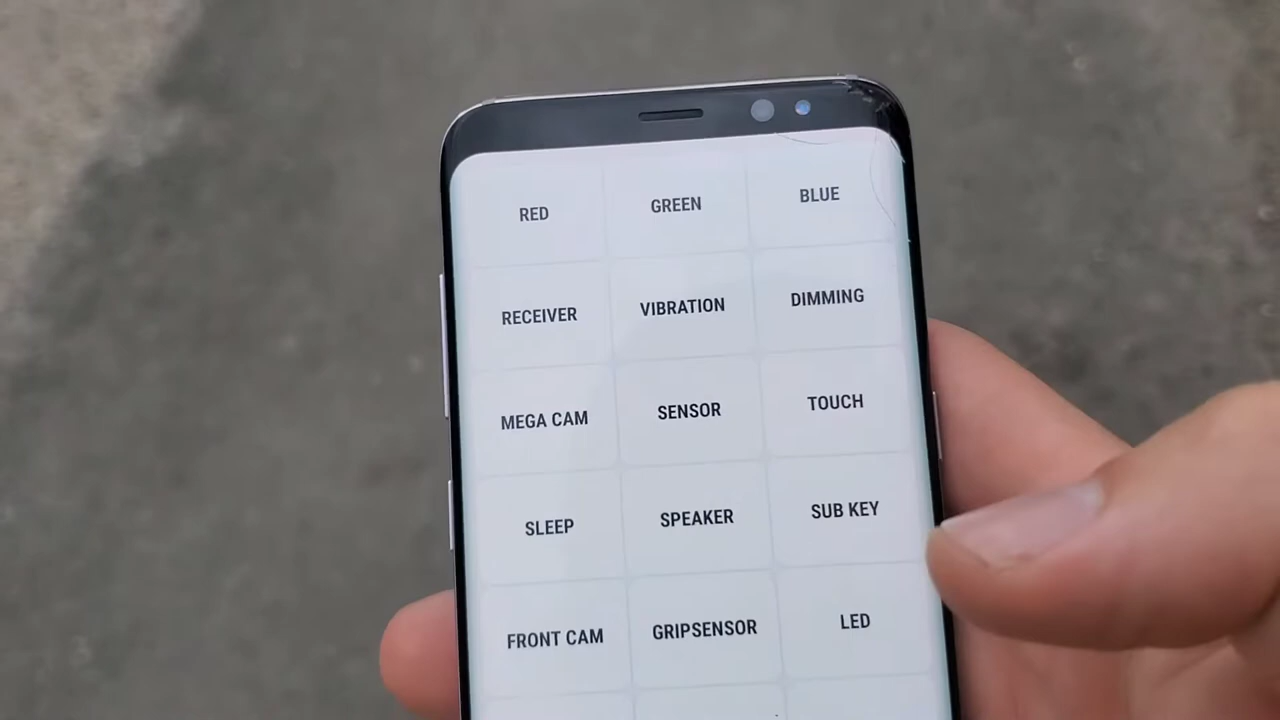 RED GREEN BLUE
RECEIVER VIBRATION DIMMING
MEGA CAM SENSOR TOUCH
SLEEP SPEAKER SUB KEY
FRONT CAM GRIPSENSOR LED